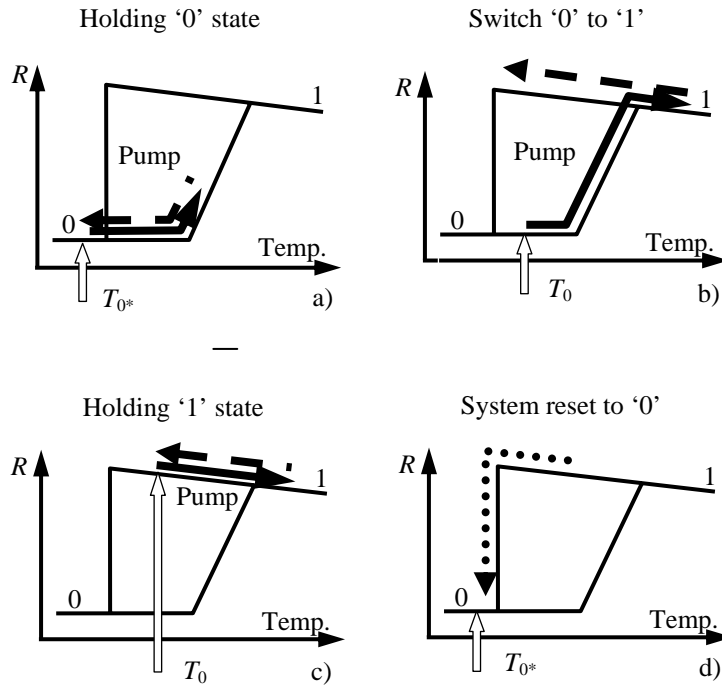 Holding ‘0’ state
R
1
Pump
0
Temp.
T0*
a)
Switch ‘0’ to ‘1’
R
1
Pump
0
Temp.
T0
b)
Holding ‘1’ state
R
1
Pump
0
Temp.
T0
c)
System reset to ‘0’
R
1
0
Temp.
T0*
d)